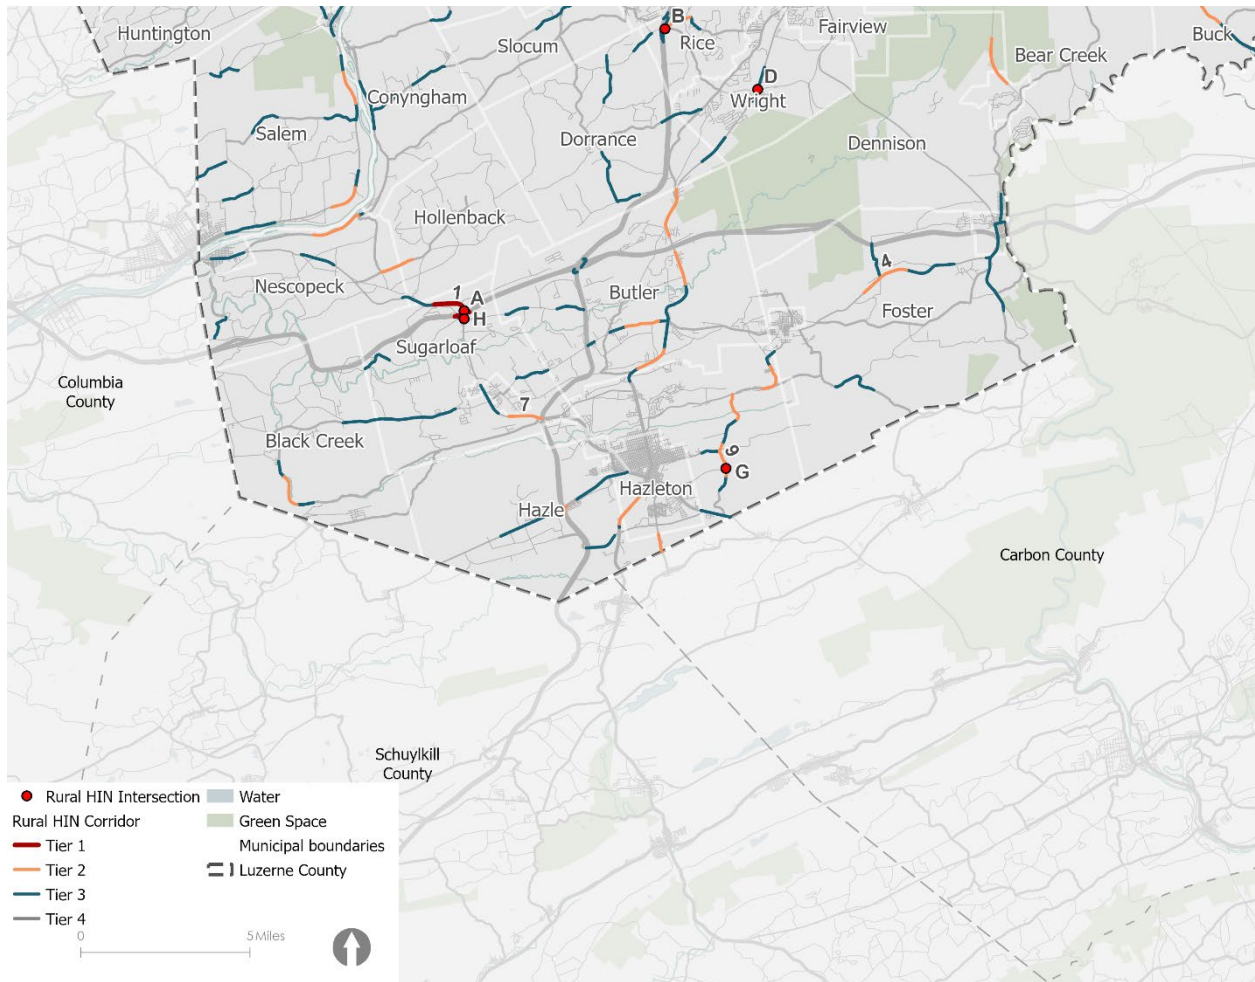 Huntington
Slocum
B
Rice
Fairview
Buck
Bear Creek
D
Wright
Conyngham
Salem
Dorrance
Dennison
Hollenback
Nescopeck
1
A
H
Butler
4
Foster
Sugarloaf
Columbia
County
7
Black Creek
9
G
Hazleton
Hazle
Carbon County
Schuylkill
County
Rural HIN Intersection
Water
Rural HIN Corridor
Green Space
Tier 1
Municipal boundaries
Tier 2
Luzerne County
Tier 3
Tier 4
0
5 Miles